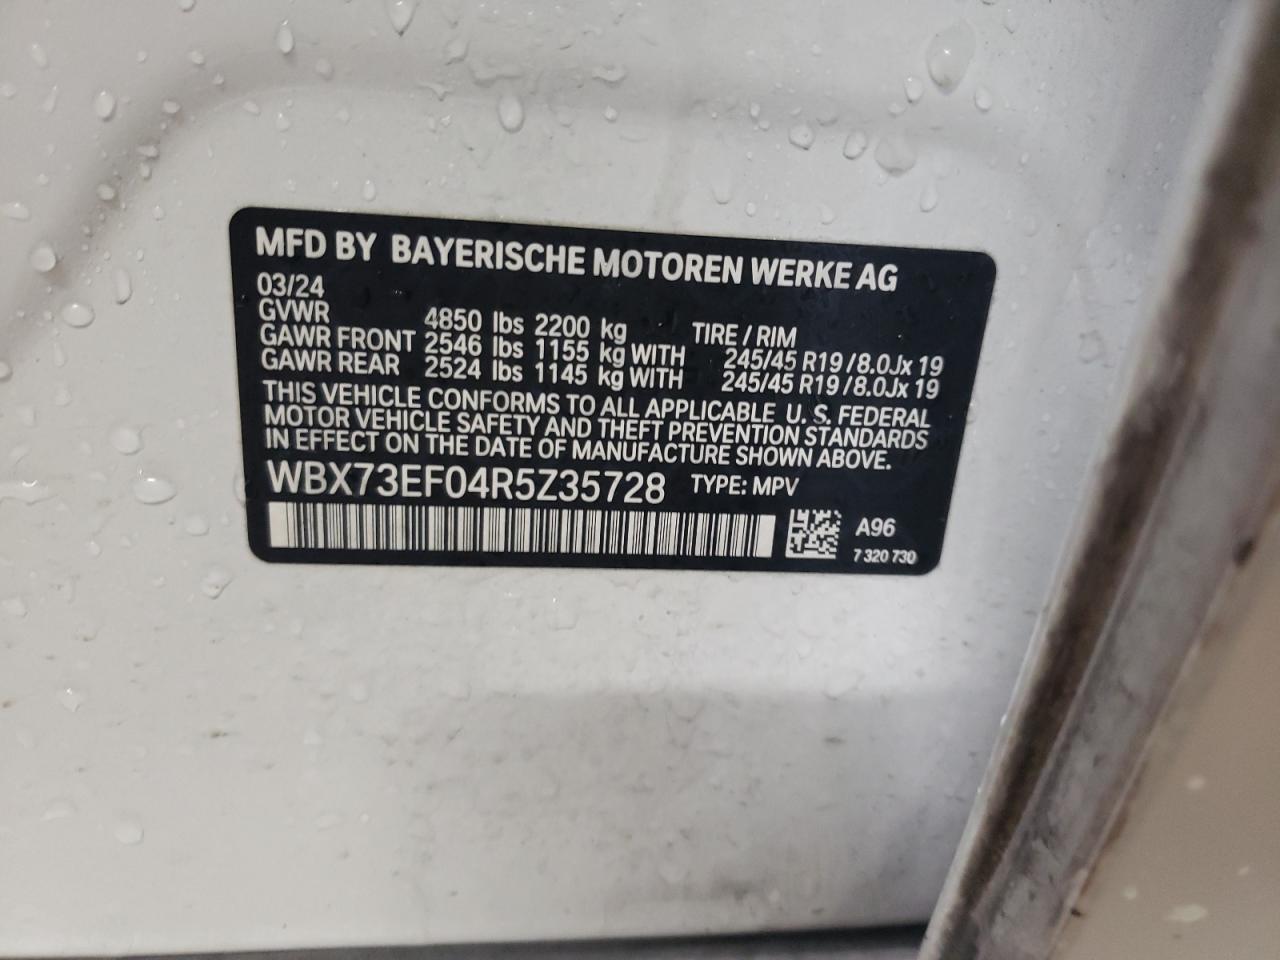 MFD BY BAYERISCHE MOTOREN WERKE AG
03/24
GVWR 4850 lbs 2200 kg TIRE / RIM
GAWR FRONT 2546 lbs 1155 kg WITH 245/45 R19 / 8.0Jx 19
GAWR REAR 2524 lbs 1145 kg WITH 245/45 R19 / 8.0Jx 19
THIS VEHICLE CONFORMS TO ALL APPLICABLE U. S. FEDERAL
MOTOR VEHICLE SAFETY AND THEFT PREVENTION STANDARDS
IN EFFECT ON THE DATE OF MANUFACTURE SHOWN ABOVE.
WBX73EF04R5Z35728 TYPE: MPV
A96
7 320 730